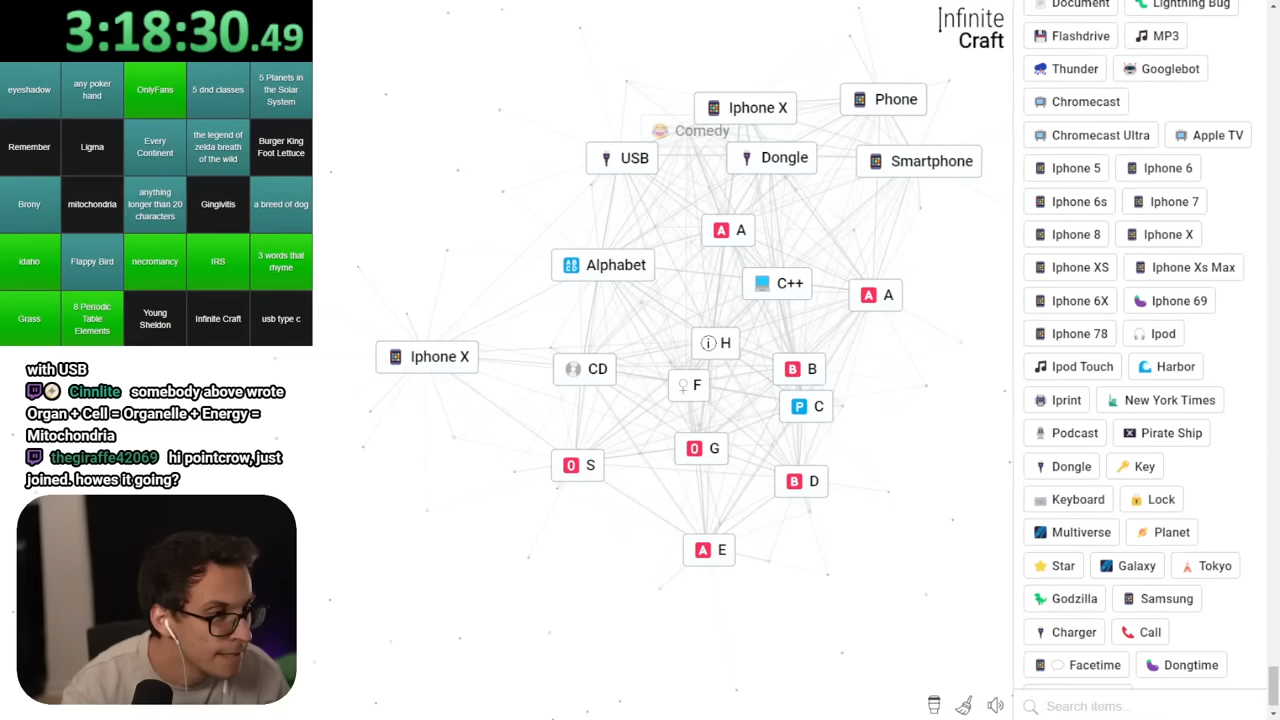 3:18:30.49
eyeshadow
any poker
hand
OnlyFans
5 dnd classes
5 Planets in
the Solar
System
Remember
Ligma
Every
Continent
the legend of
zelda breath
of the wild
Burger King
Foot Lettuce
Brony
mitochondria
anything
longer than 20
characters
Gingivitis
a breed of dog
idaho
Flappy Bird
necromancy
IRS
3 words that
rhyme
Grass
8 Periodic
Table
Elements
Young
Sheldon
Infinite Craft
usb type c
with USB
Cinnlite somebody above wrote
Organ + Cell = Organelle + Energy =
Mitochondria
thegiraffe42069 hi pointcrow, just
joined. howes it going?
Infinite
Craft
Iphone X
Phone
Comedy
USB
Dongle
Smartphone
A A
ABCD Alphabet
C++
A A
H
Iphone X
CD
F
B B
P C
O S
O G
B D
A E
Document
Lightning Bug
Flashdrive
MP3
Thunder
Googlebot
Chromecast
Chromecast Ultra
Apple TV
Iphone 5
Iphone 6
Iphone 6s
Iphone 7
Iphone 8
Iphone X
Iphone XS
Iphone Xs Max
Iphone 6X
Iphone 69
Iphone 78
Ipod
Ipod Touch
Harbor
Iprint
New York Times
Podcast
Pirate Ship
Dongle
Key
Keyboard
Lock
Multiverse
Planet
Star
Galaxy
Tokyo
Godzilla
Samsung
Charger
Call
Facetime
Dongtime
Search items...